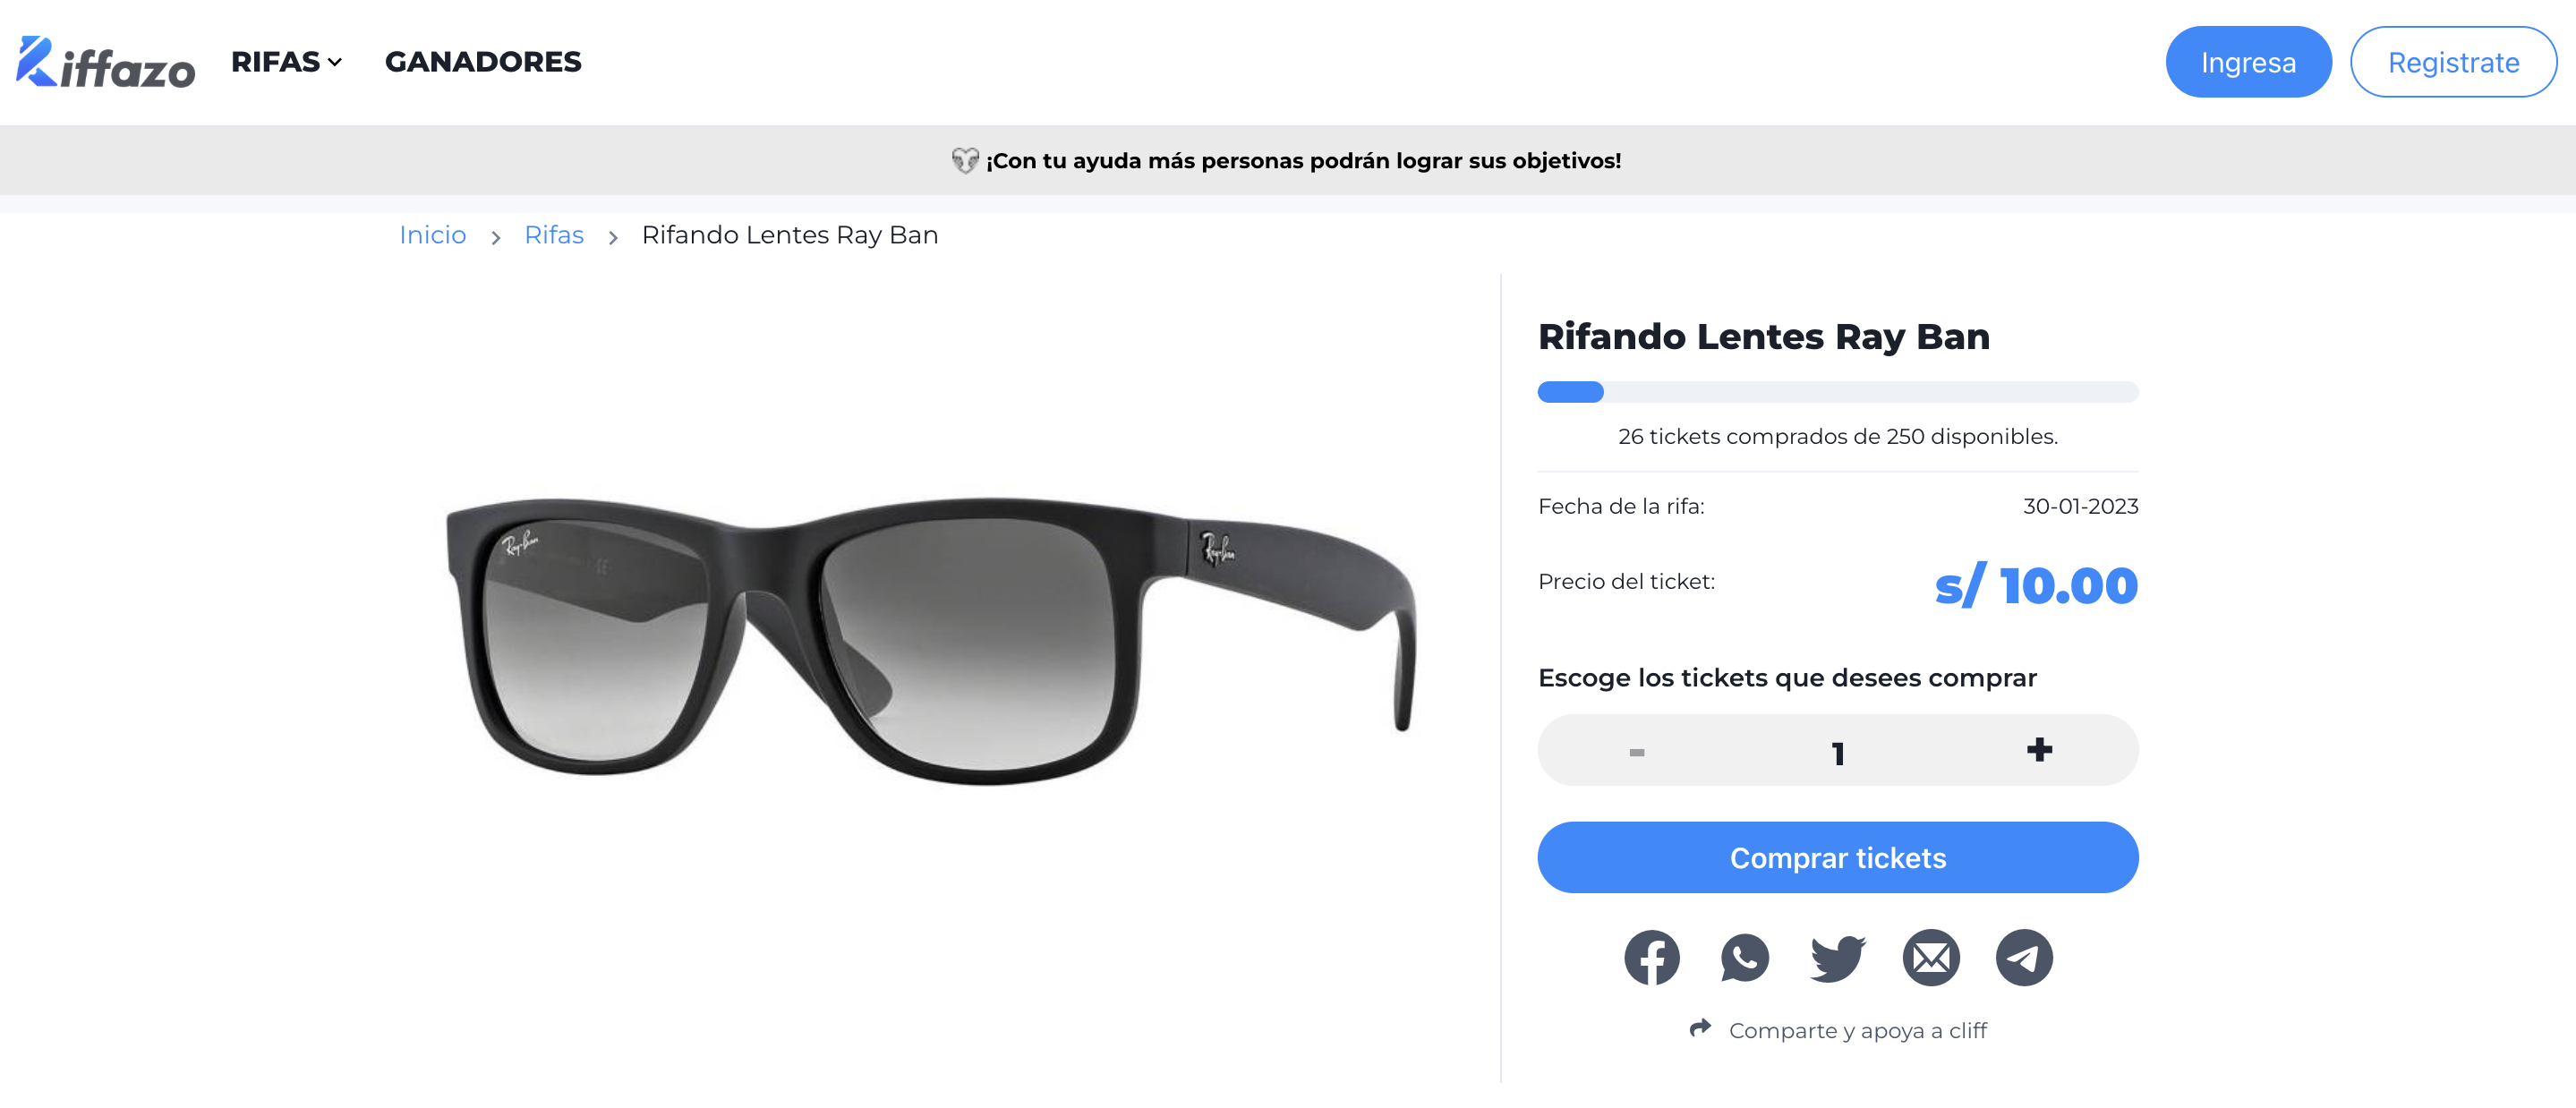 Riffazo
RIFAS
GANADORES
Ingresa
Registrate
¡Con tu ayuda más personas podrán lograr sus objetivos!
Inicio > Rifas > Rifando Lentes Ray Ban
Ray-Ban
Ray-Ban
Rifando Lentes Ray Ban
26 tickets comprados de 250 disponibles.
Fecha de la rifa: 30-01-2023
Precio del ticket: s/ 10.00
Escoge los tickets que desees comprar
- 1 +
Comprar tickets
Comparte y apoya a cliff